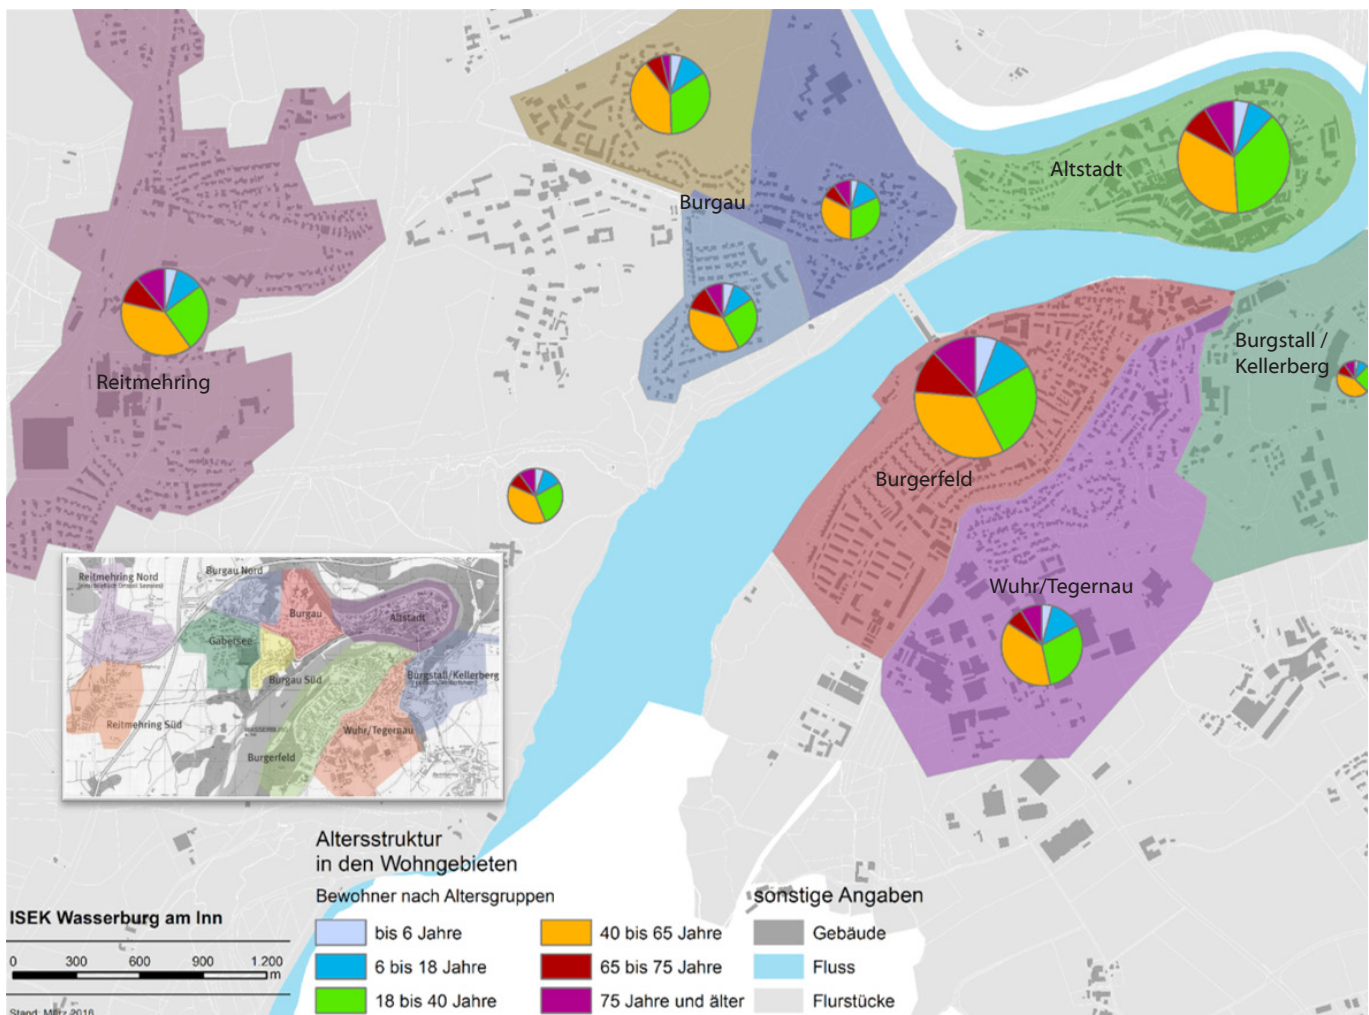 Altstadt
Burgau
Burgstall /
Kellerberg
Reitmehring
Burgerfeld
Wuhr/Tegernau
Burgau Nord
Reitmehring Nord
Burgau
Altstadt
Gabersee
Burgau Süd
Burgstall/Kellerberg
Reitmehring Süd
Wuhr/Tegernau
Burgerfeld
Altersstruktur
in den Wohngebieten
Bewohner nach Altersgruppen
bis 6 Jahre
6 bis 18 Jahre
18 bis 40 Jahre
40 bis 65 Jahre
65 bis 75 Jahre
75 Jahre und älter
sonstige Angaben
Gebäude
Fluss
Flurstücke
ISEK Wasserburg am Inn
0 300 600 900 1.200
m
Stand: März 2016